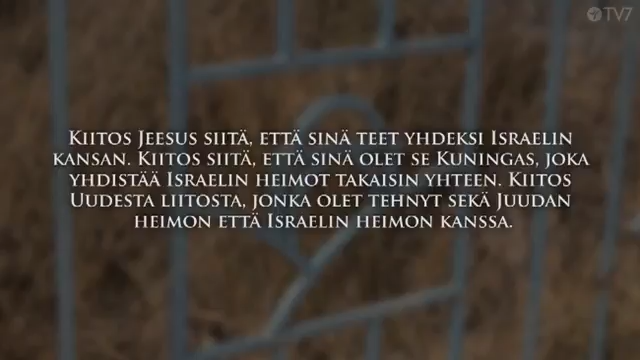 TV7
Kiitos Jeesus siitä, että sinä teet yhdeksi Israelin
kansan. Kiitos siitä, että sinä olet se Kuningas, joka
yhdistää Israelin heimot takaisin yhteen. Kiitos
Uudesta liitosta, jonka olet tehnyt sekä Juudan
heimon että Israelin heimon kanssa.